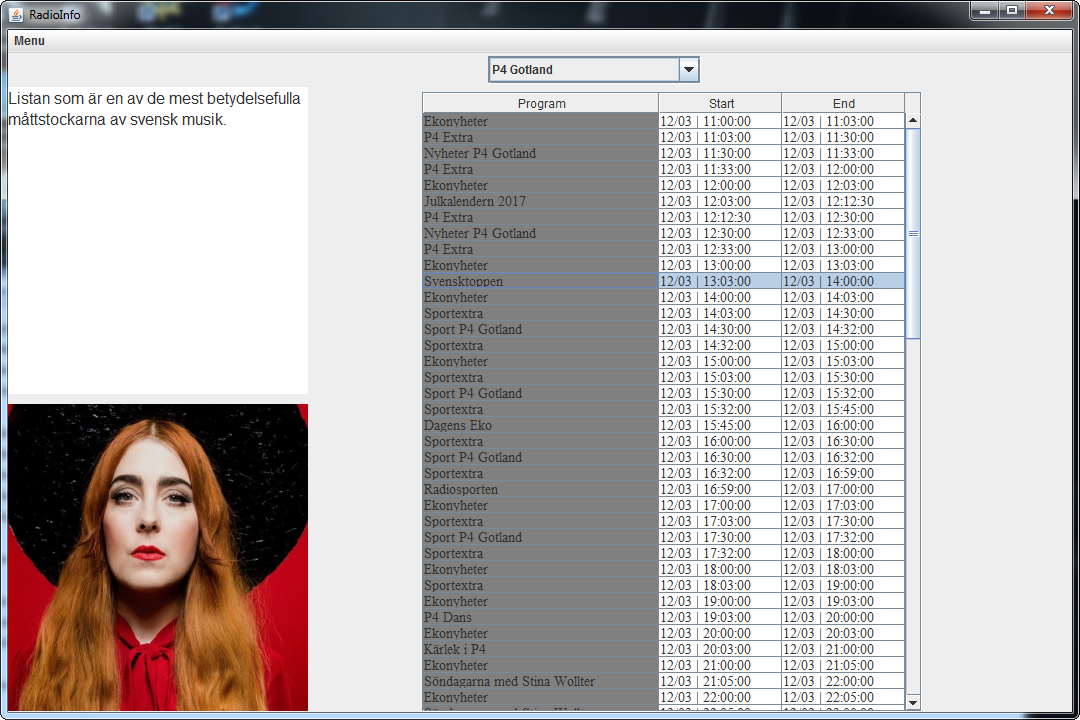 RadioInfo
Menu
P4 Gotland
Listan som är en av de mest betydelsefulla
måttstockarna av svensk musik.
Program Start End
Ekonyheter 12/03 | 11:00:00 12/03 | 11:03:00
P4 Extra 12/03 | 11:03:00 12/03 | 11:30:00
Nyheter P4 Gotland 12/03 | 11:30:00 12/03 | 11:33:00
P4 Extra 12/03 | 11:33:00 12/03 | 12:00:00
Ekonyheter 12/03 | 12:00:00 12/03 | 12:03:00
Julkalendern 2017 12/03 | 12:03:00 12/03 | 12:12:30
P4 Extra 12/03 | 12:12:30 12/03 | 12:30:00
Nyheter P4 Gotland 12/03 | 12:30:00 12/03 | 12:33:00
P4 Extra 12/03 | 12:33:00 12/03 | 13:00:00
Ekonyheter 12/03 | 13:00:00 12/03 | 13:03:00
Svensktoppen 12/03 | 13:03:00 12/03 | 14:00:00
Ekonyheter 12/03 | 14:00:00 12/03 | 14:03:00
Sportextra 12/03 | 14:03:00 12/03 | 14:30:00
Sport P4 Gotland 12/03 | 14:30:00 12/03 | 14:32:00
Sportextra 12/03 | 14:32:00 12/03 | 15:00:00
Ekonyheter 12/03 | 15:00:00 12/03 | 15:03:00
Sportextra 12/03 | 15:03:00 12/03 | 15:30:00
Sport P4 Gotland 12/03 | 15:30:00 12/03 | 15:32:00
Sportextra 12/03 | 15:32:00 12/03 | 15:45:00
Dagens Eko 12/03 | 15:45:00 12/03 | 16:00:00
Sportextra 12/03 | 16:00:00 12/03 | 16:30:00
Sport P4 Gotland 12/03 | 16:30:00 12/03 | 16:32:00
Sportextra 12/03 | 16:32:00 12/03 | 16:59:00
Radiosporten 12/03 | 16:59:00 12/03 | 17:00:00
Ekonyheter 12/03 | 17:00:00 12/03 | 17:03:00
Sportextra 12/03 | 17:03:00 12/03 | 17:30:00
Sport P4 Gotland 12/03 | 17:30:00 12/03 | 17:32:00
Sportextra 12/03 | 17:32:00 12/03 | 18:00:00
Ekonyheter 12/03 | 18:00:00 12/03 | 18:03:00
Sportextra 12/03 | 18:03:00 12/03 | 19:00:00
Ekonyheter 12/03 | 19:00:00 12/03 | 19:03:00
P4 Dans 12/03 | 19:03:00 12/03 | 20:00:00
Ekonyheter 12/03 | 20:00:00 12/03 | 20:03:00
Kärlek i P4 12/03 | 20:03:00 12/03 | 21:00:00
Ekonyheter 12/03 | 21:00:00 12/03 | 21:05:00
Söndagarna med Stina Wollter 12/03 | 21:05:00 12/03 | 22:00:00
Ekonyheter 12/03 | 22:00:00 12/03 | 22:05:00